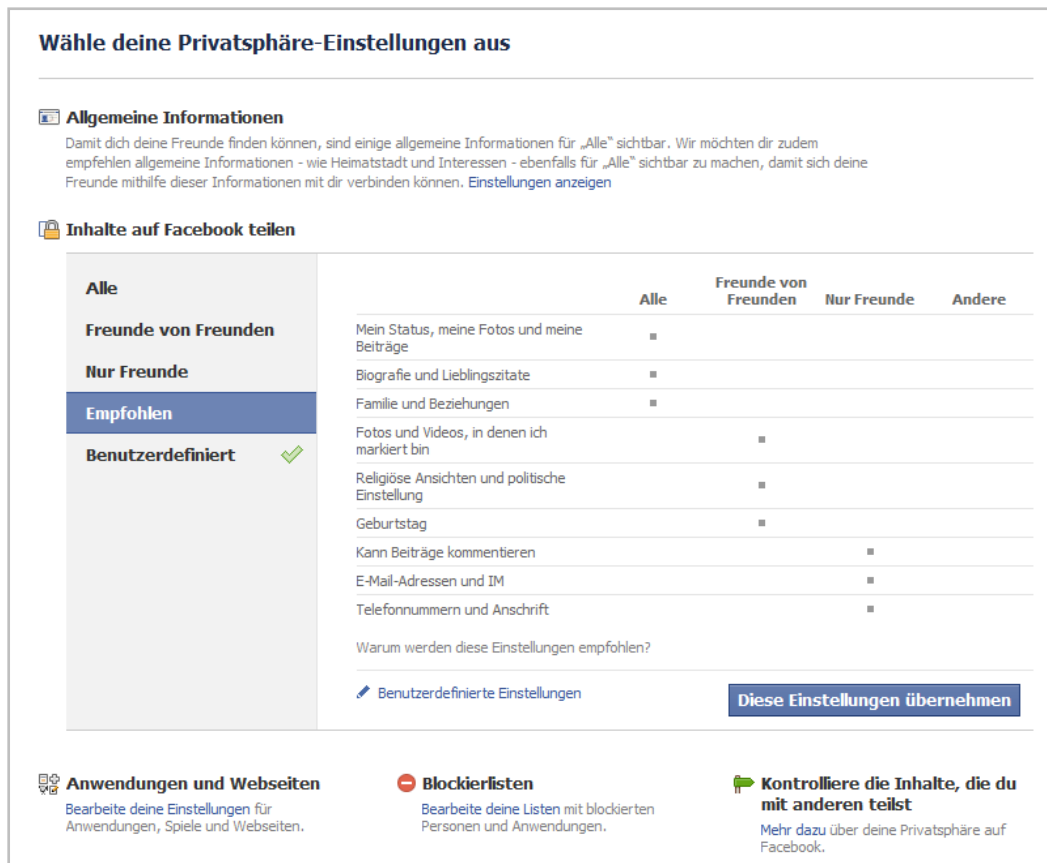 Wähle deine Privatsphäre-Einstellungen aus
Allgemeine Informationen
Damit dich deine Freunde finden können, sind einige allgemeine Informationen für „Alle“ sichtbar. Wir möchten dir zudem
empfehlen allgemeine Informationen - wie Heimatstadt und Interessen - ebenfalls für „Alle“ sichtbar zu machen, damit sich deine
Freunde mithilfe dieser Informationen mit dir verbinden können. Einstellungen anzeigen
Inhalte auf Facebook teilen
Alle
Freunde von Freunden
Nur Freunde
Empfohlen
Benutzerdefiniert
Alle
Freunde von
Freunden
Nur Freunde
Andere
Mein Status, meine Fotos und meine
Beiträge
Biografie und Lieblingszitate
Familie und Beziehungen
Fotos und Videos, in denen ich
markiert bin
Religiöse Ansichten und politische
Einstellung
Geburtstag
Kann Beiträge kommentieren
E-Mail-Adressen und IM
Telefonnummern und Anschrift
Warum werden diese Einstellungen empfohlen?
Benutzerdefinierte Einstellungen
Diese Einstellungen übernehmen
Anwendungen und Webseiten
Bearbeite deine Einstellungen für
Anwendungen, Spiele und Webseiten.
Blockierlisten
Bearbeite deine Listen mit blockierten
Personen und Anwendungen.
Kontrolliere die Inhalte, die du
mit anderen teilst
Mehr dazu über deine Privatsphäre auf
Facebook.